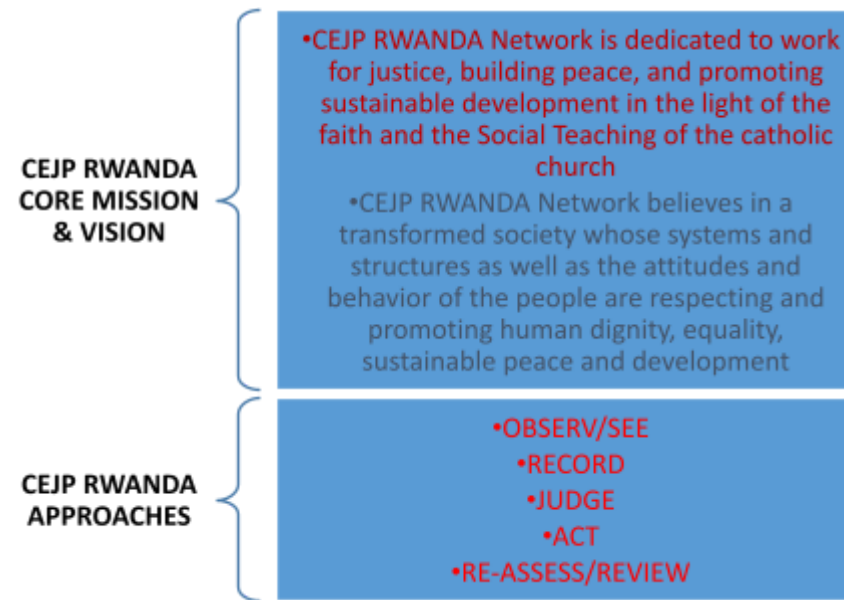 CEJP RWANDA
CORE MISSION
& VISION
•CEJP RWANDA Network is dedicated to work
for justice, building peace, and promoting
sustainable development in the light of the
faith and the Social Teaching of the catholic
church
•CEJP RWANDA Network believes in a
transformed society whose systems and
structures as well as the attitudes and
behavior of the people are respecting and
promoting human dignity, equality,
sustainable peace and development
CEJP RWANDA
APPROACHES
•OBSERV/SEE
•RECORD
•JUDGE
•ACT
•RE-ASSESS/REVIEW